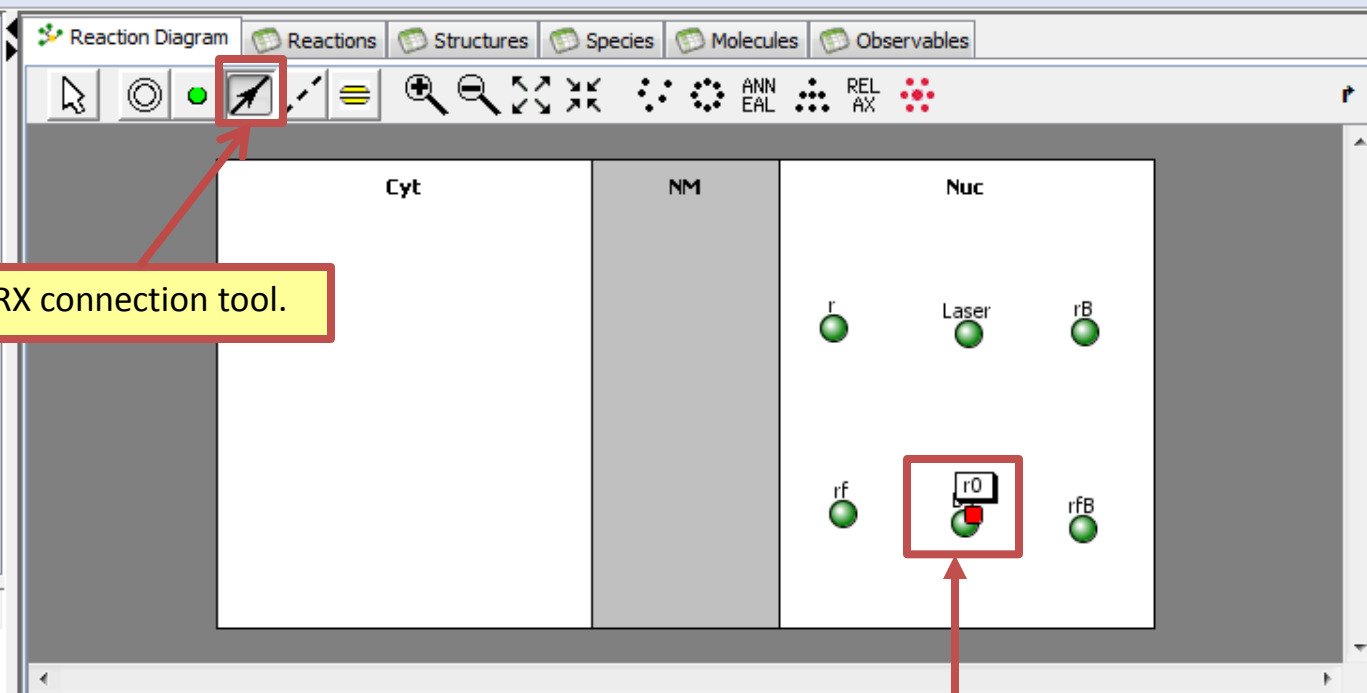 Reaction Diagram Reactions Structures Species Molecules Observables
ANN EAL REL AX
Cyt NM Nuc
RX connection tool.
r Laser rB
rf r0 rfB